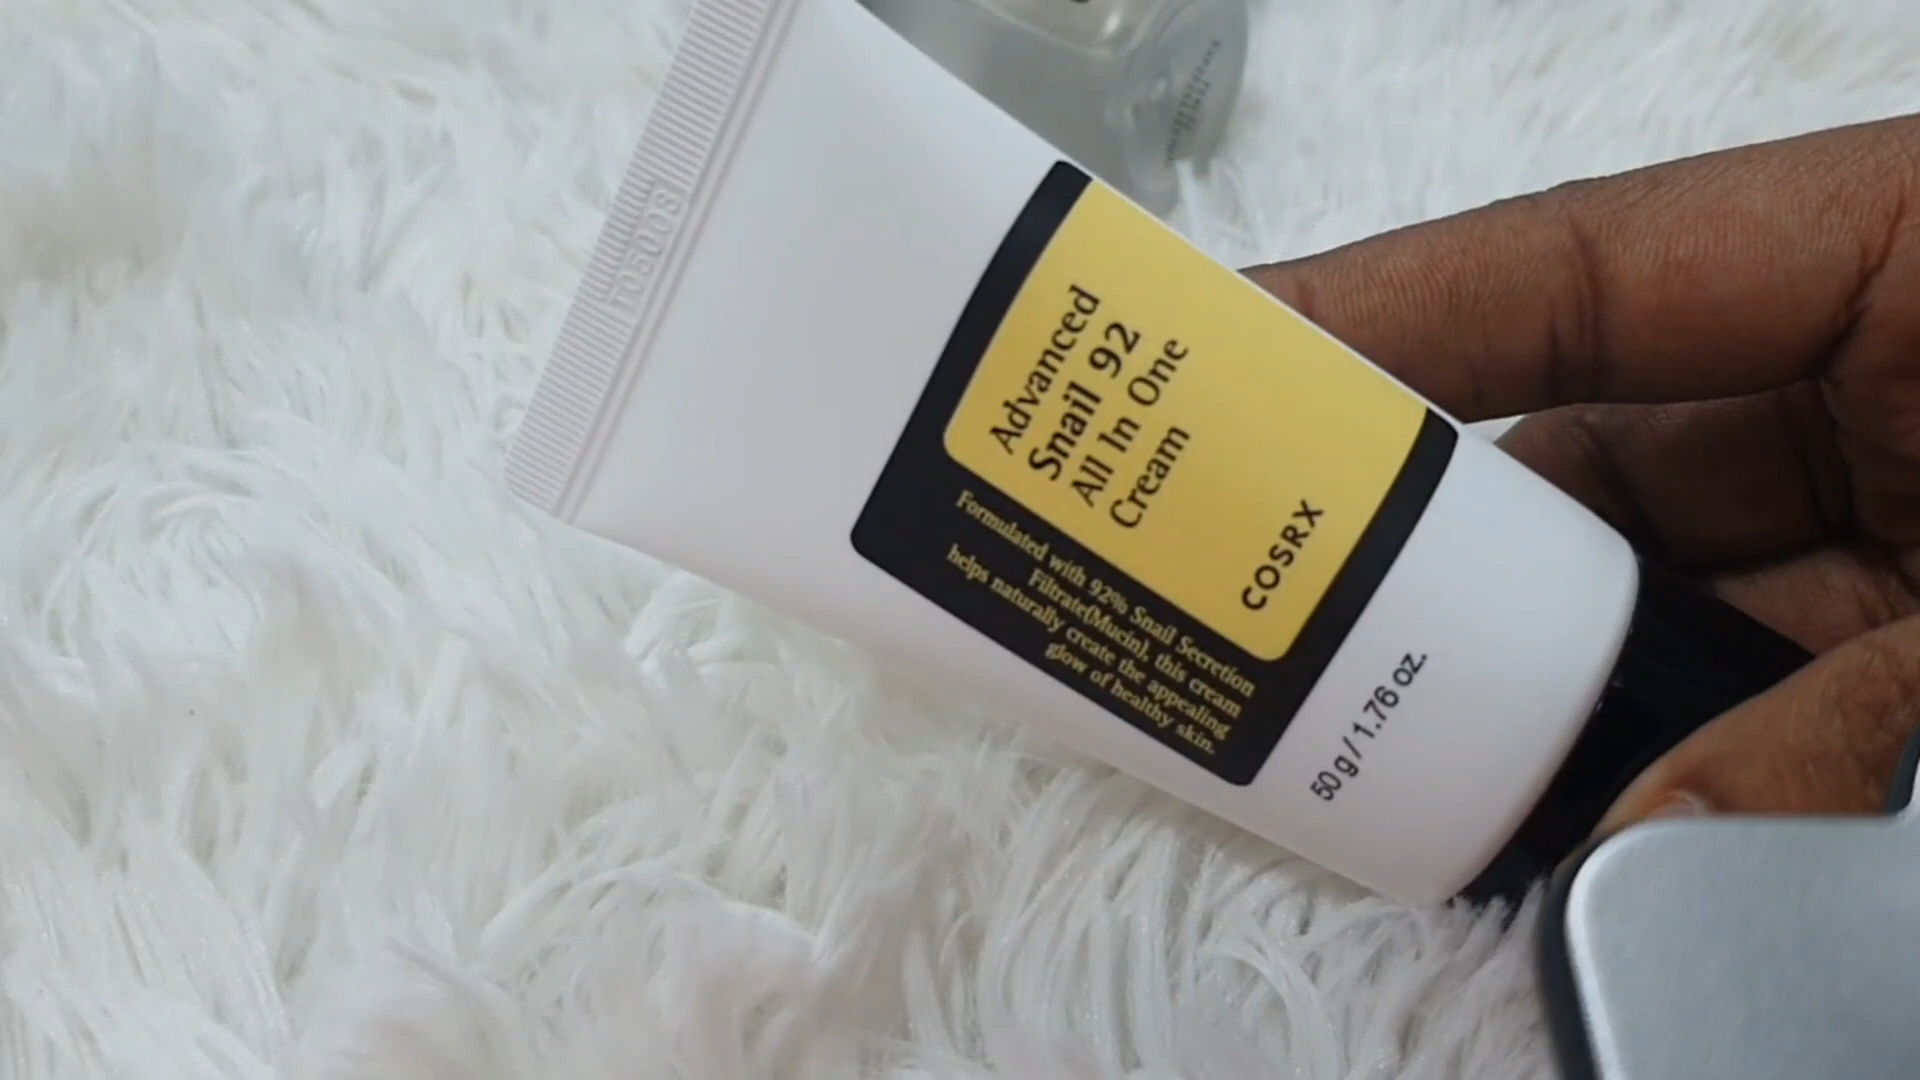 Advanced
Snail 92
All In One
Cream
COSRX
Formulated with 92% Snail Secretion
Filtrate(Mucin), this cream
helps naturally create the appealing
glow of healthy skin.
50 g / 1.76 oz.